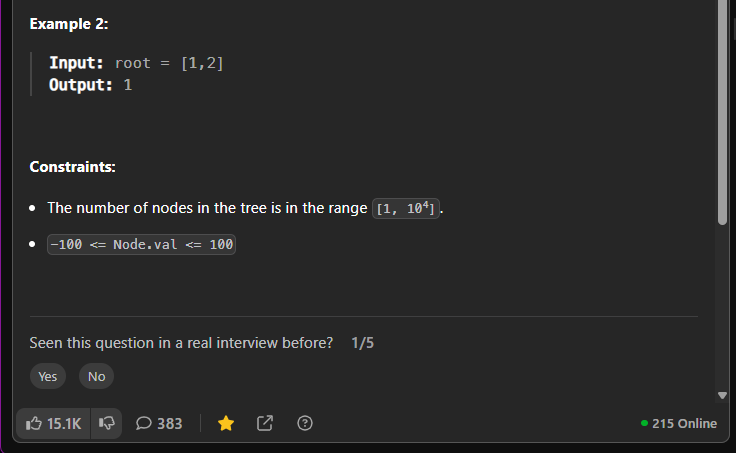 Example 2:
Input: root = [1,2]
Output: 1
Constraints:
• The number of nodes in the tree is in the range [1, 10⁴].
• -100 <= Node.val <= 100
Seen this question in a real interview before? 1/5
Yes No
15.1K 383 215 Online